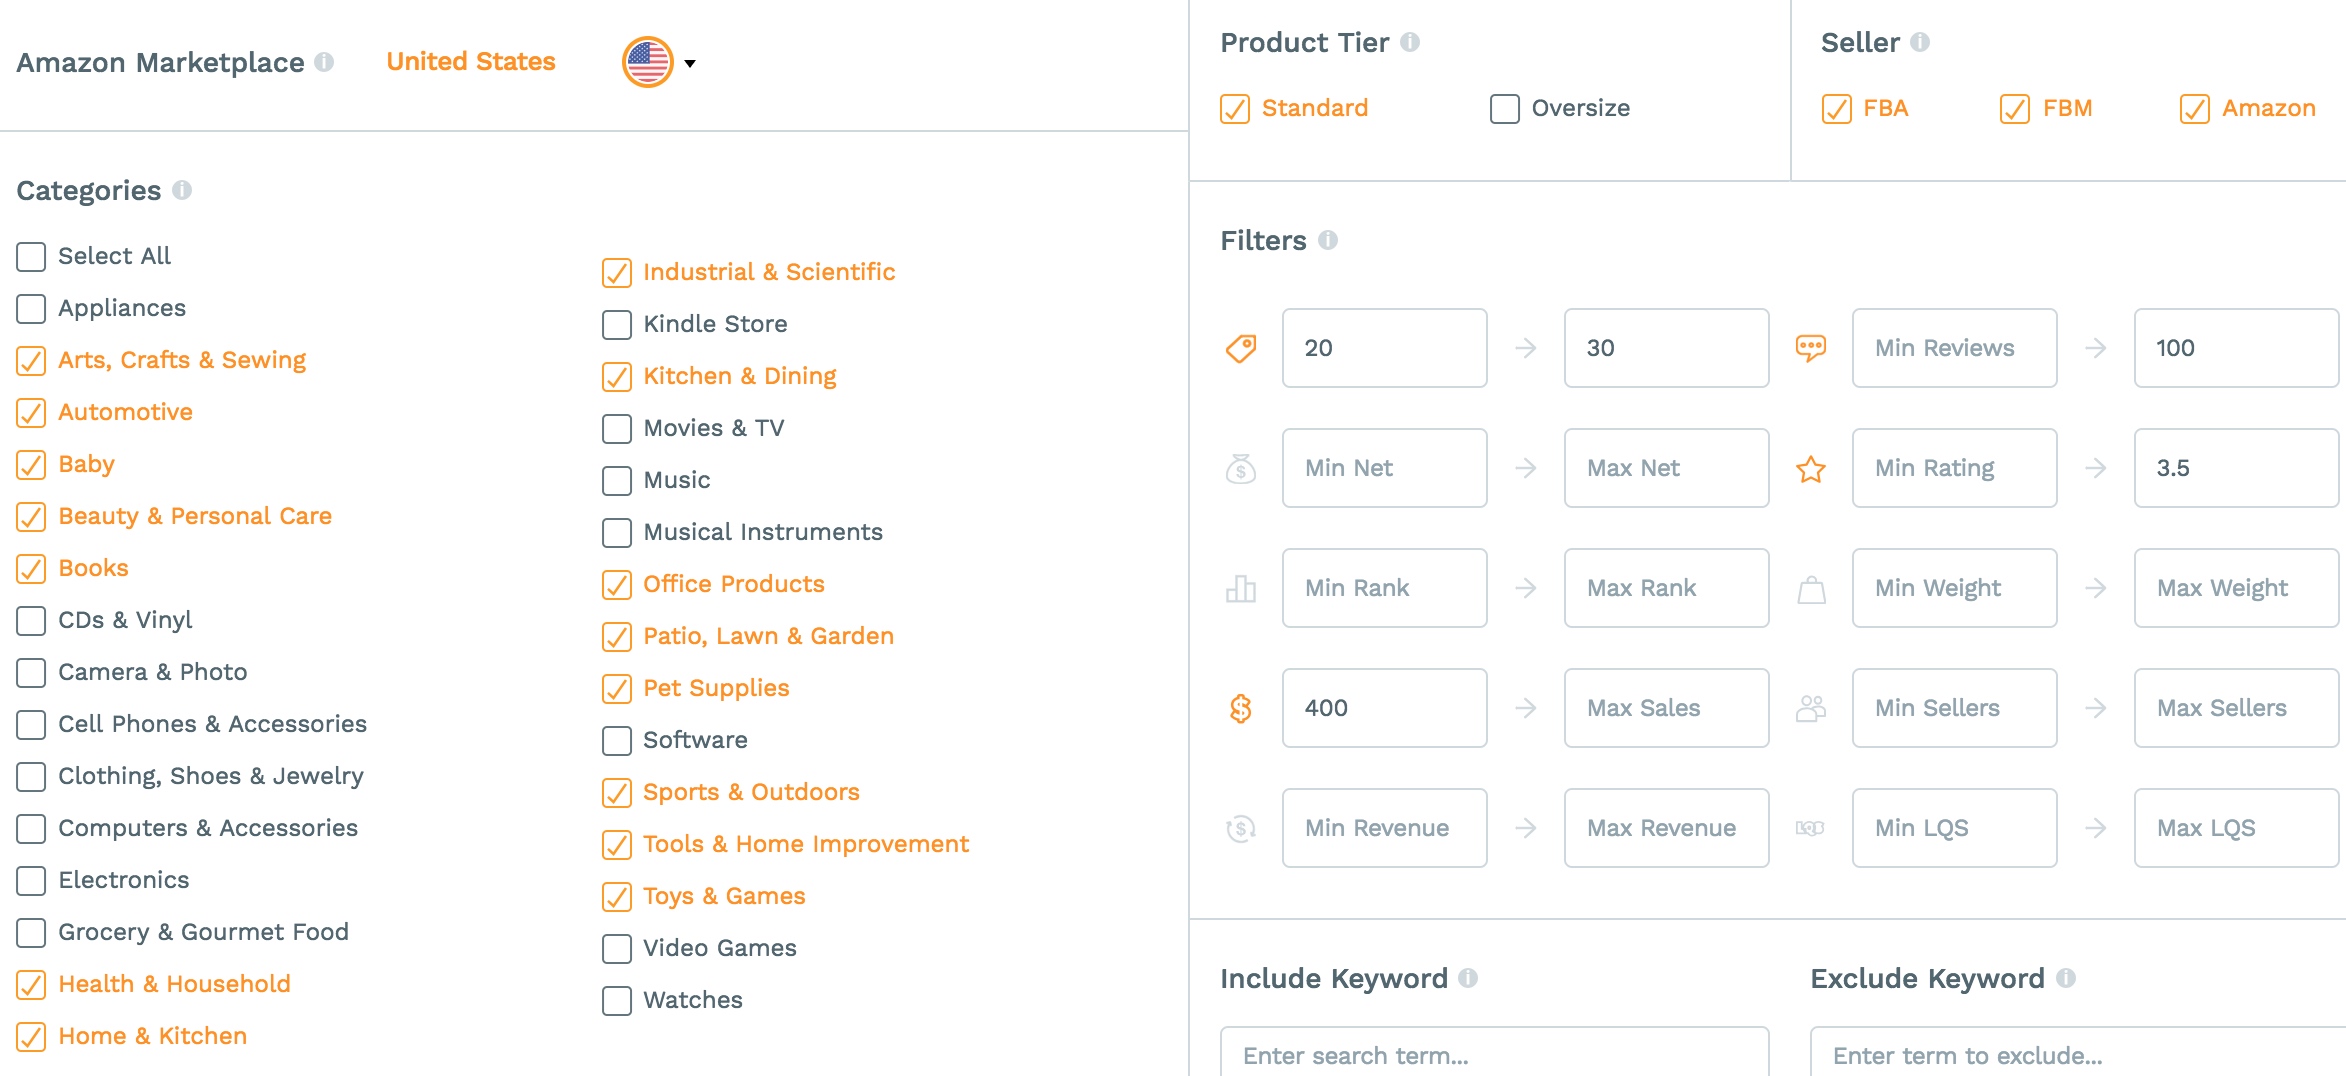 Amazon Marketplace
United States
Categories
Select All
Appliances
Arts, Crafts & Sewing
Automotive
Baby
Beauty & Personal Care
Books
CDs & Vinyl
Camera & Photo
Cell Phones & Accessories
Clothing, Shoes & Jewelry
Computers & Accessories
Electronics
Grocery & Gourmet Food
Health & Household
Home & Kitchen
Industrial & Scientific
Kindle Store
Kitchen & Dining
Movies & TV
Music
Musical Instruments
Office Products
Patio, Lawn & Garden
Pet Supplies
Software
Sports & Outdoors
Tools & Home Improvement
Toys & Games
Video Games
Watches
Product Tier
Standard Oversize
Seller
FBA FBM Amazon
Filters
20 30 Min Reviews 100
Min Net Max Net Min Rating 3.5
Min Rank Max Rank Min Weight Max Weight
400 Max Sales Min Sellers Max Sellers
Min Revenue Max Revenue Min LQS Max LQS
Include Keyword
Enter search term...
Exclude Keyword
Enter term to exclude...